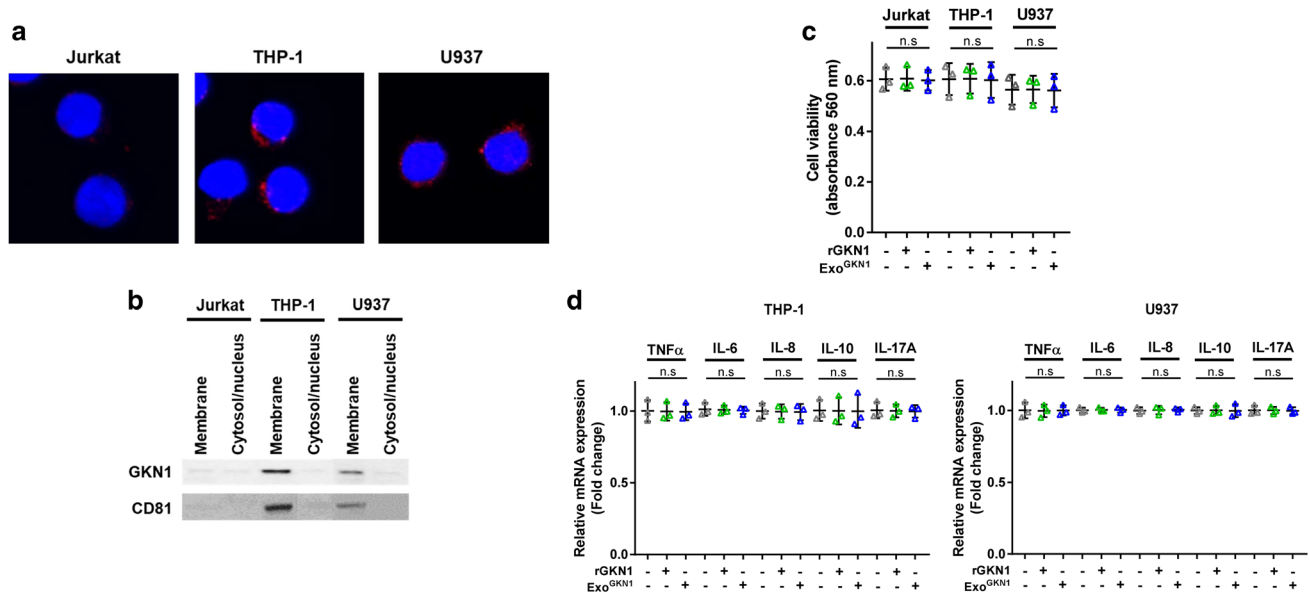 a
Jurkat THP-1 U937
b
Jurkat THP-1 U937
Membrane Cytosol/nucleus Membrane Cytosol/nucleus Membrane Cytosol/nucleus
GKN1
CD81
c
Jurkat THP-1 U937
n.s n.s n.s
Cell viability
(absorbance 560 nm)
0.6
0.4
0.2
0.0
rGKN1 - + - - + - - + -
Exo^GKN1 - - + - - + - - +
d
THP-1
TNFα IL-6 IL-8 IL-10 IL-17A
n.s n.s n.s n.s n.s
Relative mRNA expression
(Fold change)
1.0
0.5
0.0
rGKN1 - + - - + - - + - - + - - + -
Exo^GKN1 - - + - - + - - + - - + - - +
U937
TNFα IL-6 IL-8 IL-10 IL-17A
n.s n.s n.s n.s n.s
Relative mRNA expression
(Fold change)
1.0
0.5
0.0
rGKN1 - + - - + - - + - - + - - + -
Exo^GKN1 - - + - - + - - + - - + - - +